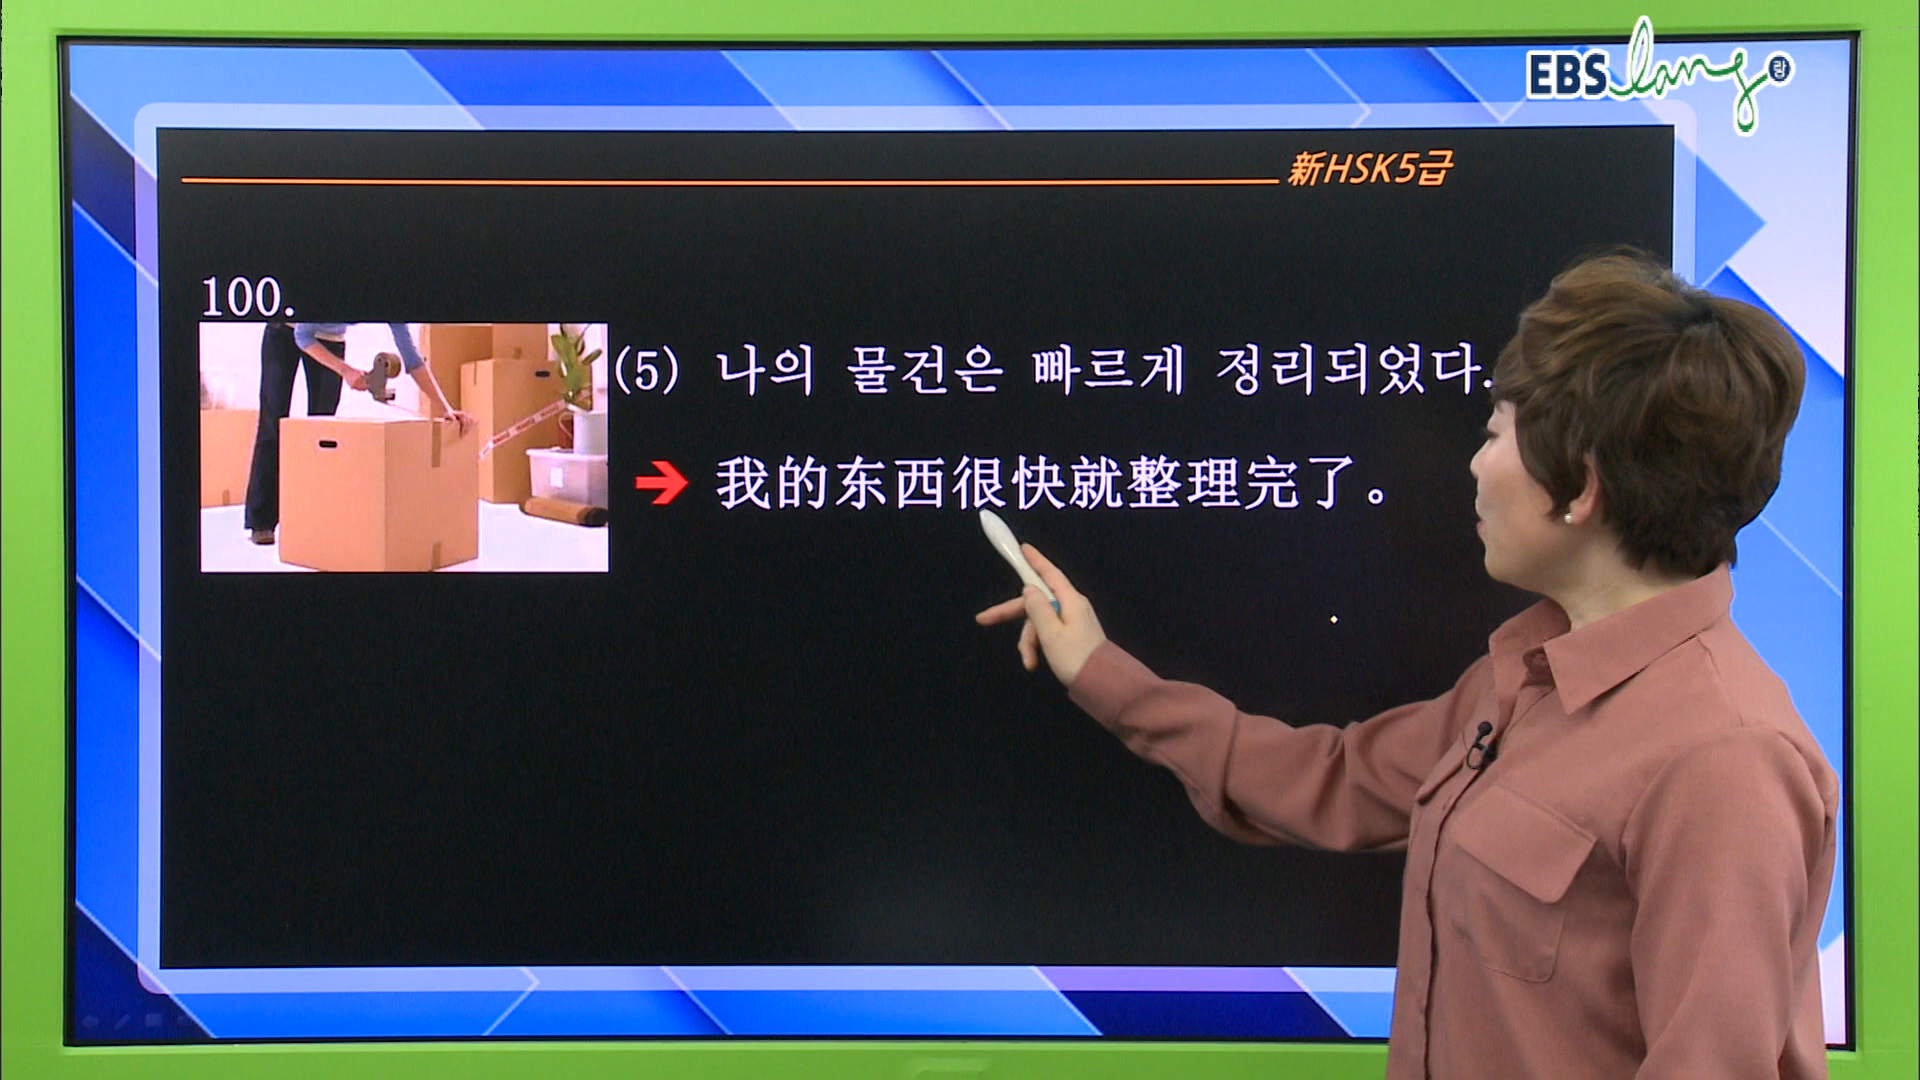 EBS lang 랑
新HSK5급
100.
(5) 나의 물건은 빠르게 정리되었다.
➔ 我的东西很快就整理完了。